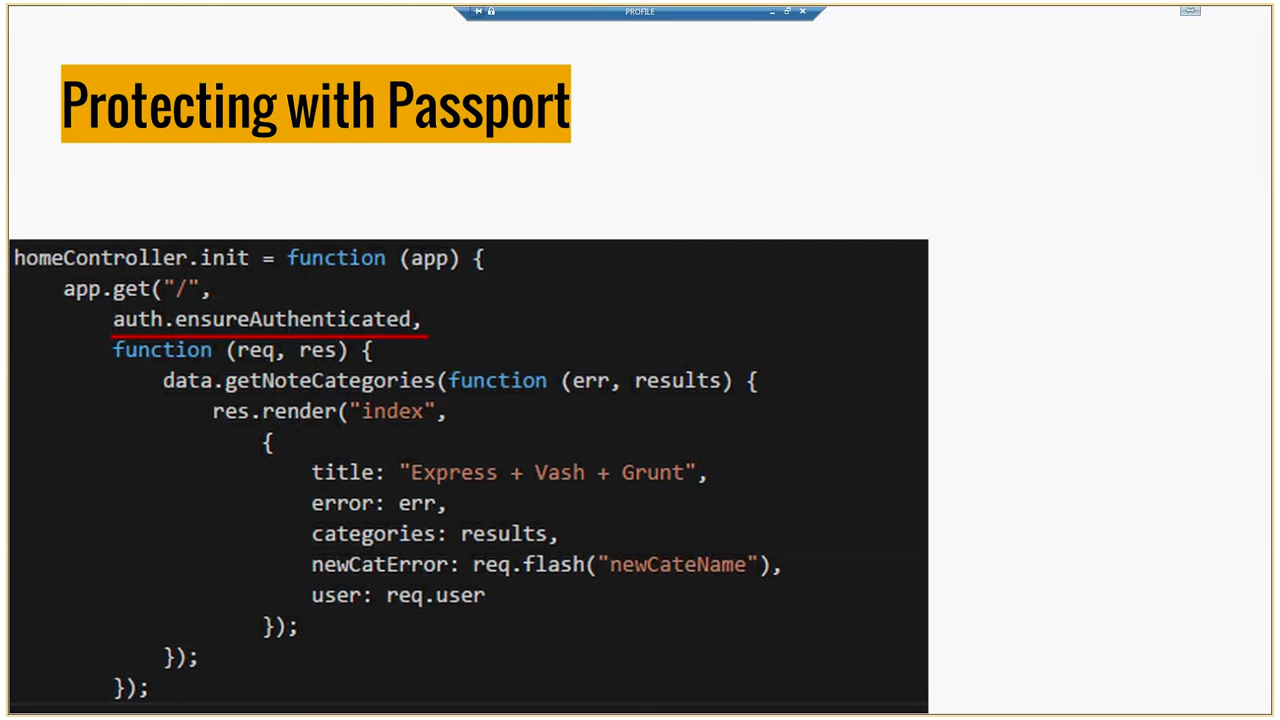 PROFILE
Protecting with Passport
homeController.init = function (app) {
app.get("/",
auth.ensureAuthenticated,
function (req, res) {
data.getNoteCategories(function (err, results) {
res.render("index",
{
title: "Express + Vash + Grunt",
error: err,
categories: results,
newCatError: req.flash("newCateName"),
user: req.user
});
});
});